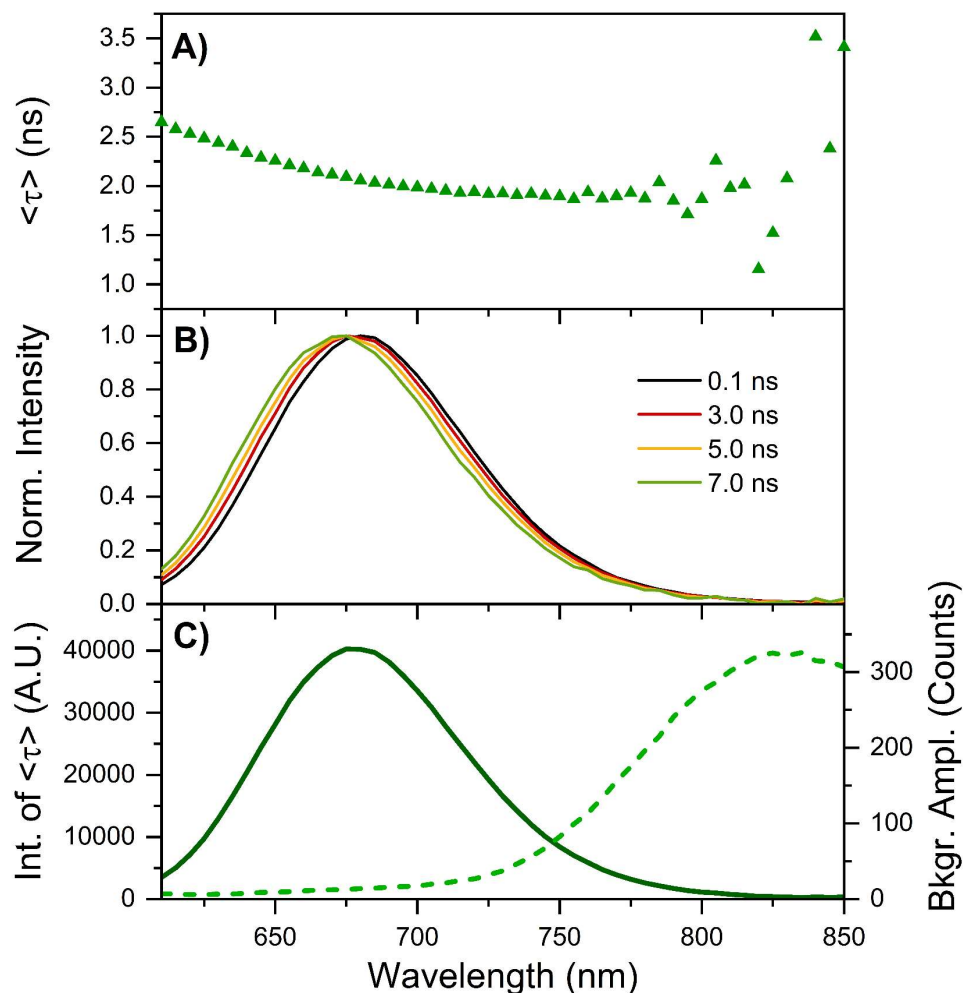 A)
<τ> (ns)
3.5
3.0
2.5
2.0
1.5
1.0
B)
Norm. Intensity
1.0
0.8
0.6
0.4
0.2
0.0
0.1 ns
3.0 ns
5.0 ns
7.0 ns
C)
Int. of <τ> (A.U.)
40000
30000
20000
10000
0
300
200
100
0
Bkgr. Ampl. (Counts)
650
700
750
800
850
Wavelength (nm)